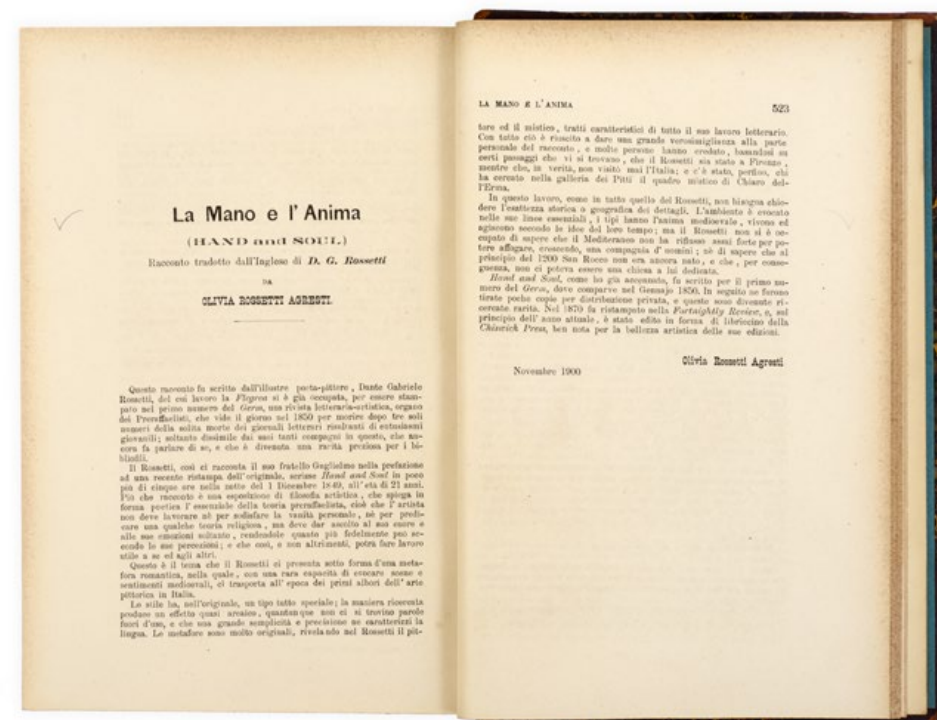 La Mano e l' Anima
(HAND and SOUL)
Racconto tradotto dall'Inglese di D. G. Rossetti
DA
OLIVIA ROSSETTI AGRESTI.
Questo racconto fu scritto dall'illustre poeta-pittore, Dante Gabriele
Rossetti, del cui lavoro la Flegrea si è già occupata, per essere stam-
pato nel primo numero del Germ, una rivista letteraria-artistica, organo
dei Preraffaelisti, che vide il giorno nel 1850 per morire dopo tre soli
numeri della solita morte dei giornali letterari risultanti da entusiasmi
giovanili; soltanto dissimile dai suoi tanti compagni in questo, che an-
cora fa parlare di se, e che è divenuta una rarità preziosa per i bi-
bliofili.
Il Rossetti, così ci racconta il suo fratello Guglielmo nella prefazione
ad una recente ristampa dell'originale, scrisse Hand and Soul in poco
più di cinque ore nella notte del 1 Dicembre 1849, all'età di 21 anni.
Più che racconto è una esposizione di filosofia artistica, che spiega in
forma poetica l'essenziale della teoria preraffaelista, cioè che l'artista
non deve lavorare nè per sodisfare la vanità personale, nè per predi-
care una qualche teoria religiosa, ma deve dar ascolto al suo cuore e
alle sue emozioni soltanto, rendendole quanto più fedelmente può se-
condo le sue percezioni; e che così, e non altrimenti, potrà fare lavoro
utile a se ed agli altri.
Questo è il tema che il Rossetti ci presenta sotto forma d'una meta-
fora romantica, nella quale, con una rara capacità di evocare scene e
sentimenti medioevali, ci trasporta all'epoca dei primi albori dell'arte
pittorica in Italia.
Lo stile ha, nell'originale, un tipo tutto speciale; la maniera ricercata
produce un effetto quasi arcaico, quantunque non ci si trovino parole
fuori d'uso, e che una grande semplicità e precisione ne caratterizzi la
lingua. Le metafore sono molto originali, rivelando nel Rossetti il pit-
LA MANO E L'ANIMA 523
tore ed il mistico, tratti caratteristici di tutto il suo lavoro letterario.
Con tutto ciò è riuscito a dare una grande verosimiglianza alla parte
personale del racconto, e molte persone hanno creduto, basandosi su
certi passaggi che vi si trovano, che il Rossetti sia stato a Firenze,
mentre che, in verità, non visitò mai l'Italia; e c'è stato, perfino, chi
ha cercato nella galleria dei Pitti il quadro mistico di Chiaro del-
l'Erma.
In questo lavoro, come in tutto quello del Rossetti, non bisogna chie-
dere l'esattezza storica o geografica dei dettagli. L'ambiente è evocato
nelle sue linee essenziali, i tipi hanno l'anima medioevale, vivono ed
agiscono secondo le idee del loro tempo; ma il Rossetti non si è oc-
cupato di sapere che il Mediteraneo non ha riflusso assai forte per po-
tere affogare, crescendo, una compagnia d'uomini; nè di sapere che al
principio del 1200 San Rocco non era ancora nato, e che, per conse-
guenza, non ci poteva essere una chiesa a lui dedicata.
Hand and Soul, come ho già accennato, fu scritto per il primo nu-
mero del Germ, dove comparve nel Gennajo 1850. In seguito ne furono
tirate poche copie per distribuzione privata, e queste sono divenute ri-
cercate rarità. Nel 1870 fu ristampato nella Fortnightly Review, e, sul
principio dell'anno attuale, è stato edito in forma di libriccino della
Chiswick Press, ben nota per la bellezza artistica delle sue edizioni.
Olivia Rossetti Agresti
Novembre 1900